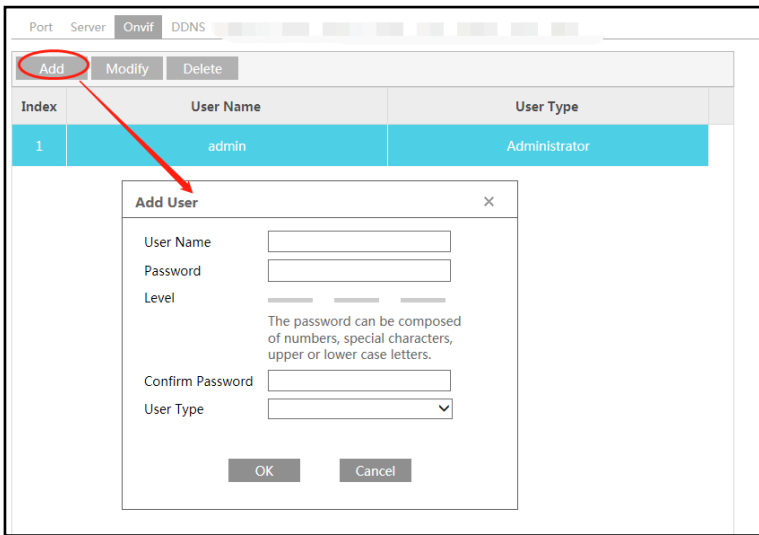 Port Server Onvif DDNS
Add Modify Delete
Index User Name User Type
1 admin Administrator
Add User ×
User Name
Password
Level
The password can be composed
of numbers, special characters,
upper or lower case letters.
Confirm Password
User Type
OK Cancel